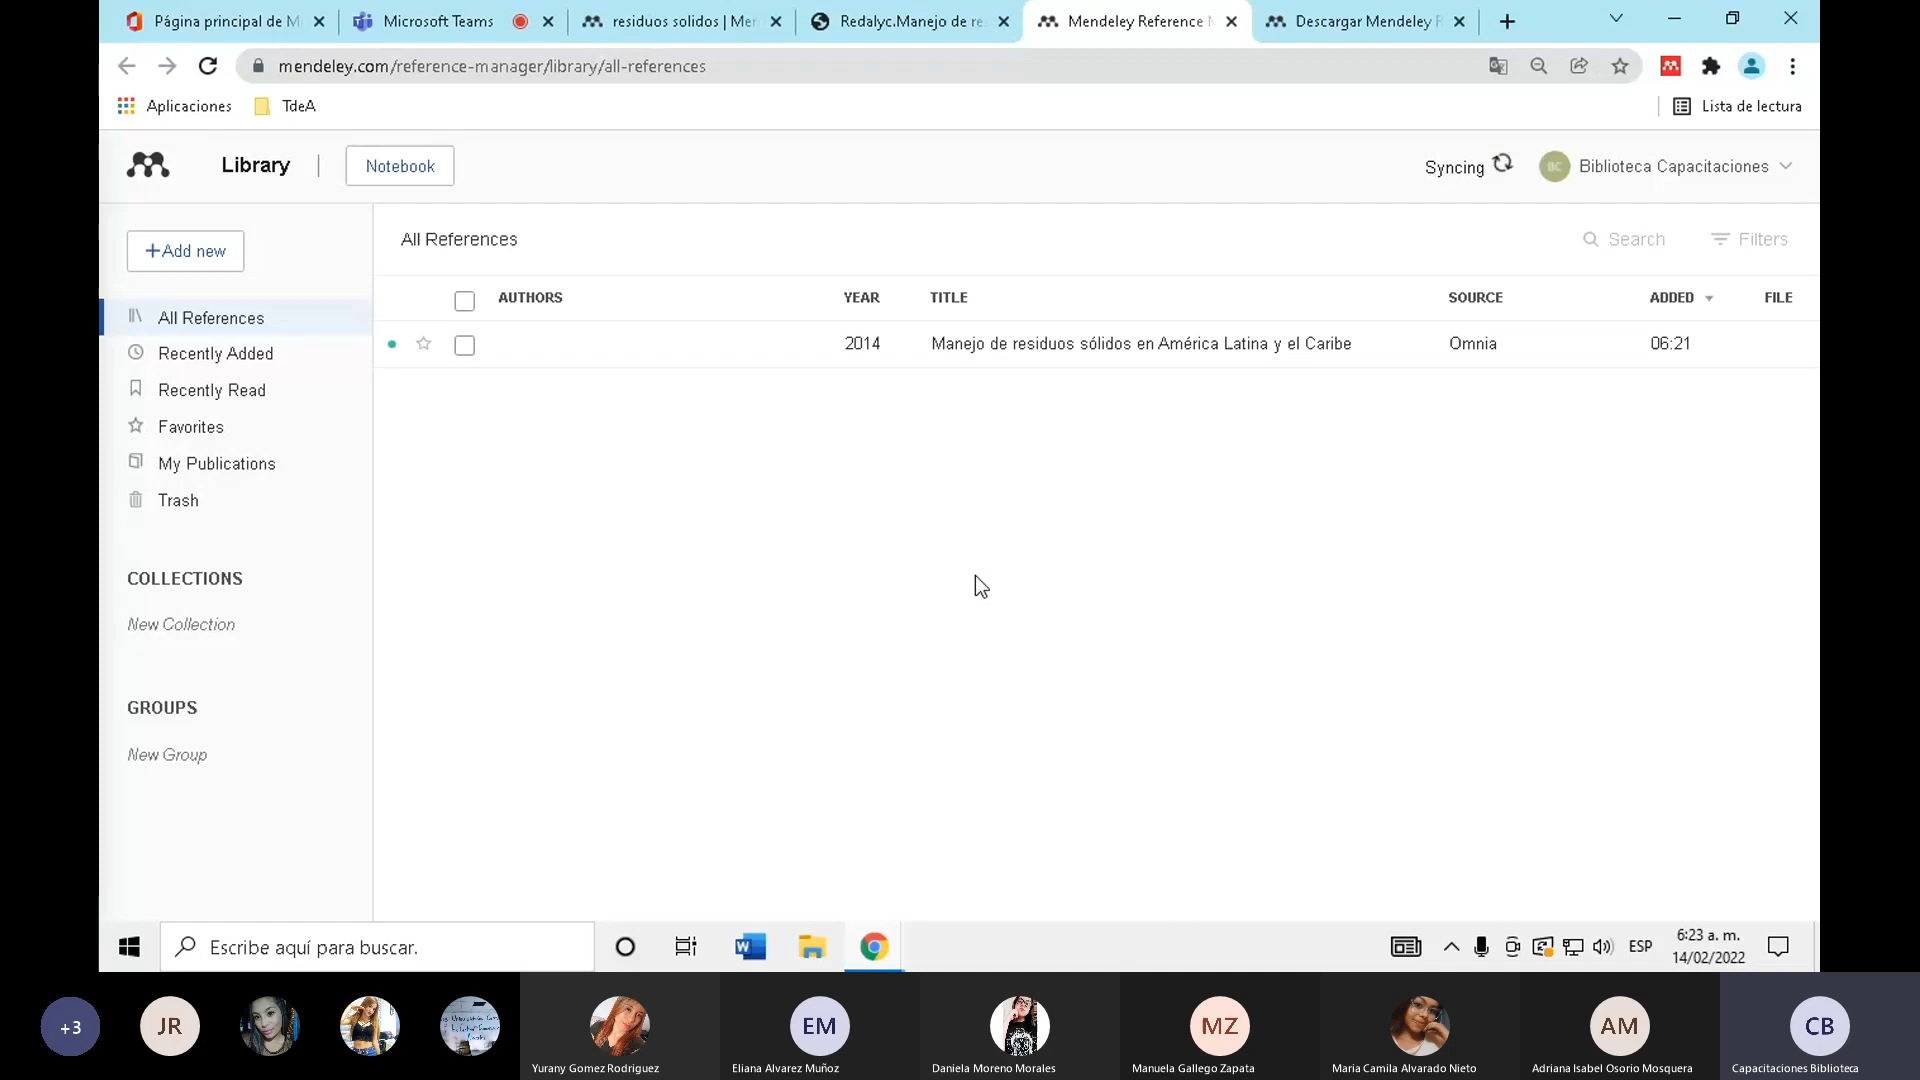 Página principal de Mi
Microsoft Teams
residuos solidos | Men
Redalyc.Manejo de re
Mendeley Reference M
Descargar Mendeley R
mendeley.com/reference-manager/library/all-references
Aplicaciones
TdeA
Lista de lectura
Library
Notebook
Syncing
BC
Biblioteca Capacitaciones
+Add new
All References
Search
Filters
AUTHORS
YEAR
TITLE
SOURCE
ADDED
FILE
All References
2014
Manejo de residuos sólidos en América Latina y el Caribe
Omnia
06:21
Recently Added
Recently Read
Favorites
My Publications
Trash
COLLECTIONS
New Collection
GROUPS
New Group
Escribe aquí para buscar.
ESP
6:23 a. m.
14/02/2022
+3
JR
EM
MZ
AM
CB
Yurany Gomez Rodriguez
Eliana Alvarez Muñoz
Daniela Moreno Morales
Manuela Gallego Zapata
Maria Camila Alvarado Nieto
Adriana Isabel Osorio Mosquera
Capacitaciones Biblioteca